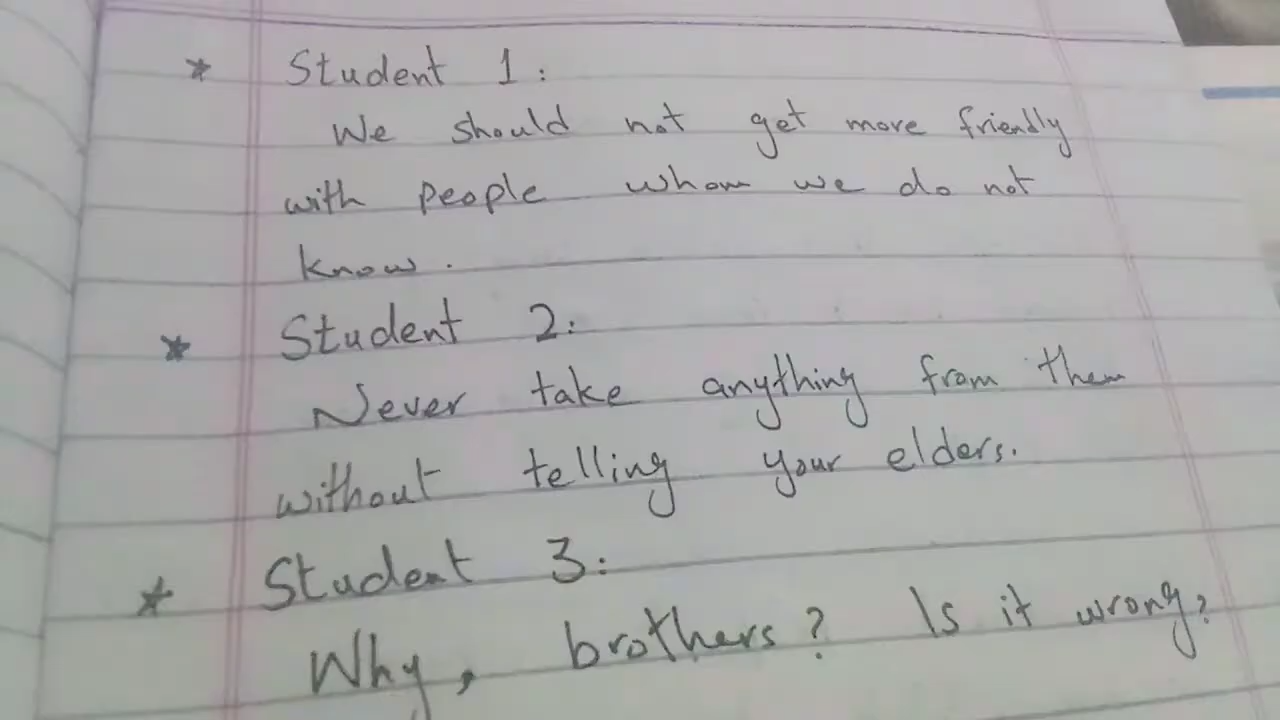 * Student 1:
We should not get more friendly
with people whom we do not
know.
* Student 2:
Never take anything from them
without telling your elders.
* Student 3:
Why, brothers? Is it wrong?